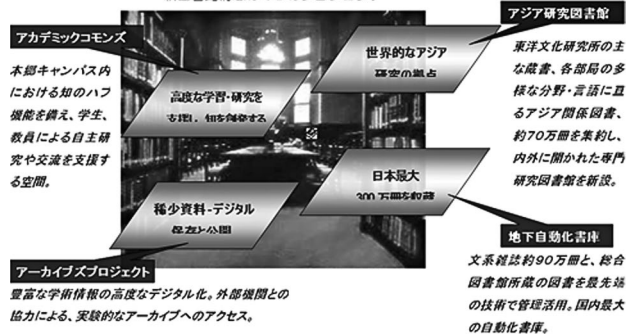 アカデミックコモンズ
本郷キャンパス内
における知のハブ
機能を備え、学生、
教員による自主研
究や交流を支援す
る空間。
高度な学習・研究を
支援し、知を創発する
世界的なアジア
研究の拠点
アジア研究図書館
東洋文化研究所の主
な蔵書、各部局の多
様な分野・言語に亘
るアジア関係図書、
約70万冊を集約し、
内外に開かれた専門
研究図書館を新設。
稀少資料-デジタル
保存と公開
日本最大
300万冊を収蔵
アーカイブズプロジェクト
豊富な学術情報の高度なデジタル化。外部機関との
協力による、実験的なアーカイブへのアクセス。
地下自動化書庫
文系雑誌約90万冊と、総合
図書館所蔵の図書を最先端
の技術で管理活用。国内最大
の自動化書庫。